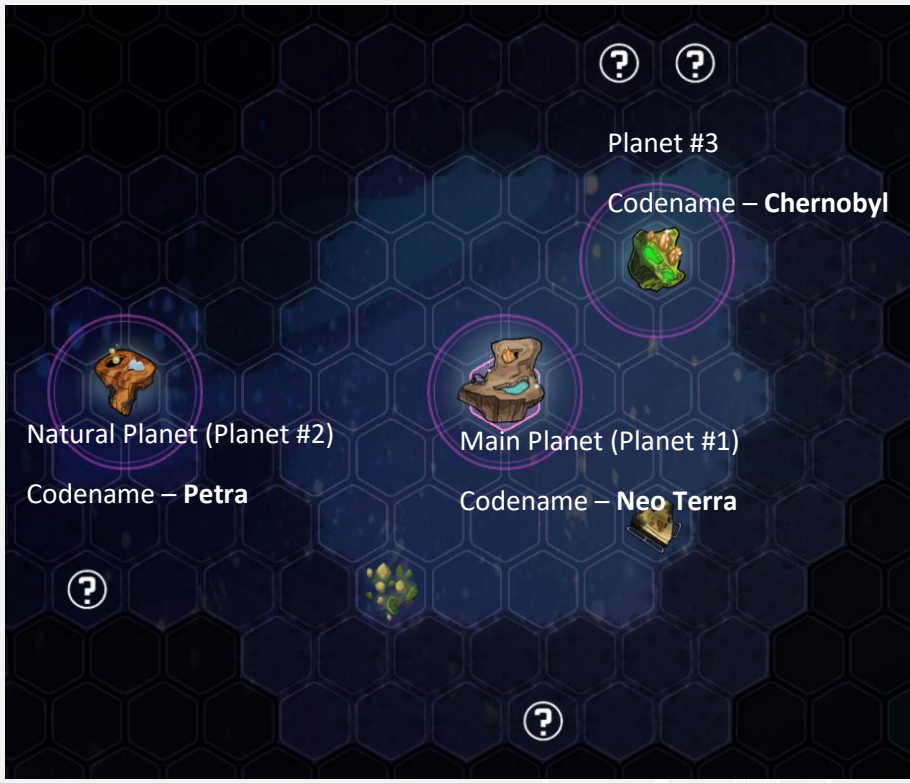 ? ?
Planet #3
Codename – Chernobyl
Natural Planet (Planet #2)
Main Planet (Planet #1)
Codename – Petra
Codename – Neo Terra
?
?